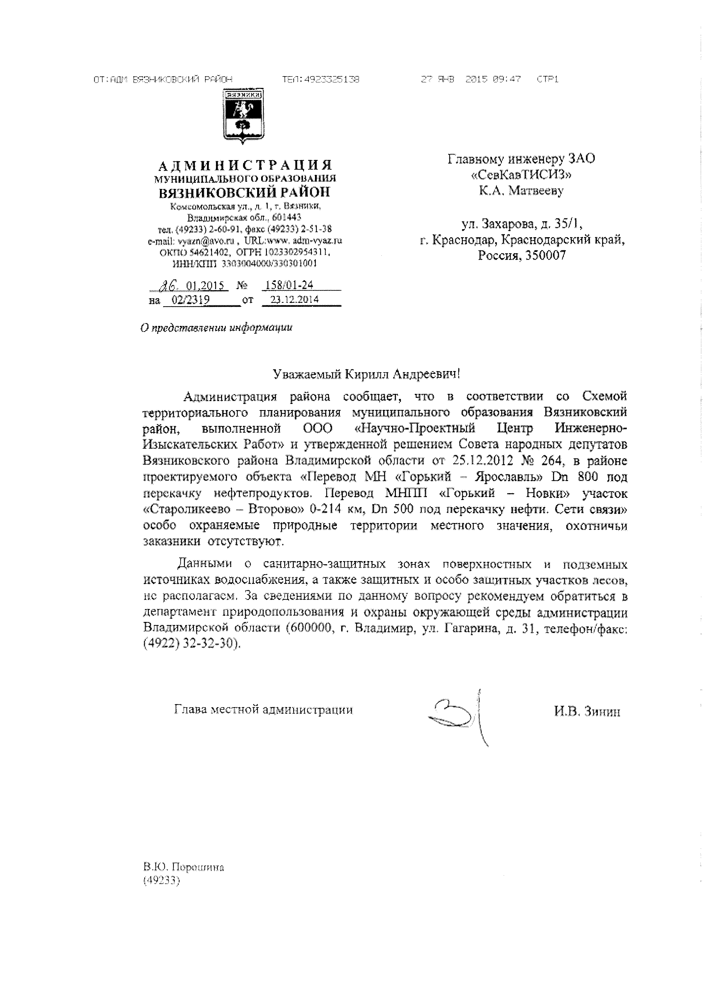 ОТ:АДМ ВЯЗНИКОВСКИЙ РАЙОН ТЕЛ:4923325138 27 ЯНВ 2015 09:47 СТР1
ВЯЗНИКИ
АДМИНИСТРАЦИЯ
МУНИЦИПАЛЬНОГО ОБРАЗОВАНИЯ
ВЯЗНИКОВСКИЙ РАЙОН
Комсомольская ул., д. 1, г. Вязники,
Владимирская обл., 601443
тел. (49233) 2-60-91, факс (49233) 2-51-38
e-mail: vyazn@avo.ru , URL:www. adm-vyaz.ru
ОКПО 54621402, ОГРН 1023302954311,
ИНН/КПП 3303004000/330301001
26. 01.2015 № 158/01-24
на 02/2319 от 23.12.2014
О представлении информации
Главному инженеру ЗАО
«СевКавТИСИЗ»
К.А. Матвееву
ул. Захарова, д. 35/1,
г. Краснодар, Краснодарский край,
Россия, 350007
Уважаемый Кирилл Андреевич!
Администрация района сообщает, что в соответствии со Схемой
территориального планирования муниципального образования Вязниковский
район, выполненной ООО «Научно-Проектный Центр Инженерно-
Изыскательских Работ» и утвержденной решением Совета народных депутатов
Вязниковского района Владимирской области от 25.12.2012 № 264, в районе
проектируемого объекта «Перевод МН «Горький – Ярославль» Dn 800 под
перекачку нефтепродуктов. Перевод МНПП «Горький – Новки» участок
«Староликеево – Второво» 0-214 км, Dn 500 под перекачку нефти. Сети связи»
особо охраняемые природные территории местного значения, охотничьи
заказники отсутствуют.
Данными о санитарно-защитных зонах поверхностных и подземных
источниках водоснабжения, а также защитных и особо защитных участков лесов,
не располагаем. За сведениями по данному вопросу рекомендуем обратиться в
департамент природопользования и охраны окружающей среды администрации
Владимирской области (600000, г. Владимир, ул. Гагарина, д. 31, телефон/факс:
(4922) 32-32-30).
Глава местной администрации И.В. Зинин
В.Ю. Порошина
(49233)